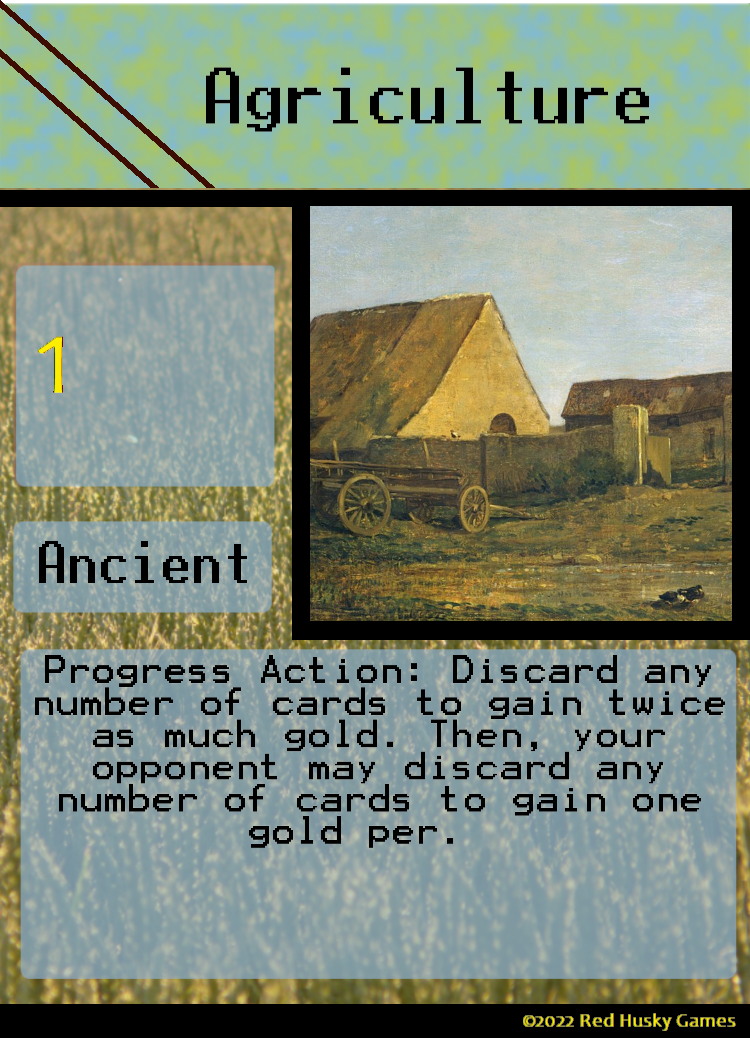 Agriculture
1
Ancient
Progress Action: Discard any
number of cards to gain twice
as much gold. Then, your
opponent may discard any
number of cards to gain one
gold per.
©2022 Red Husky Games